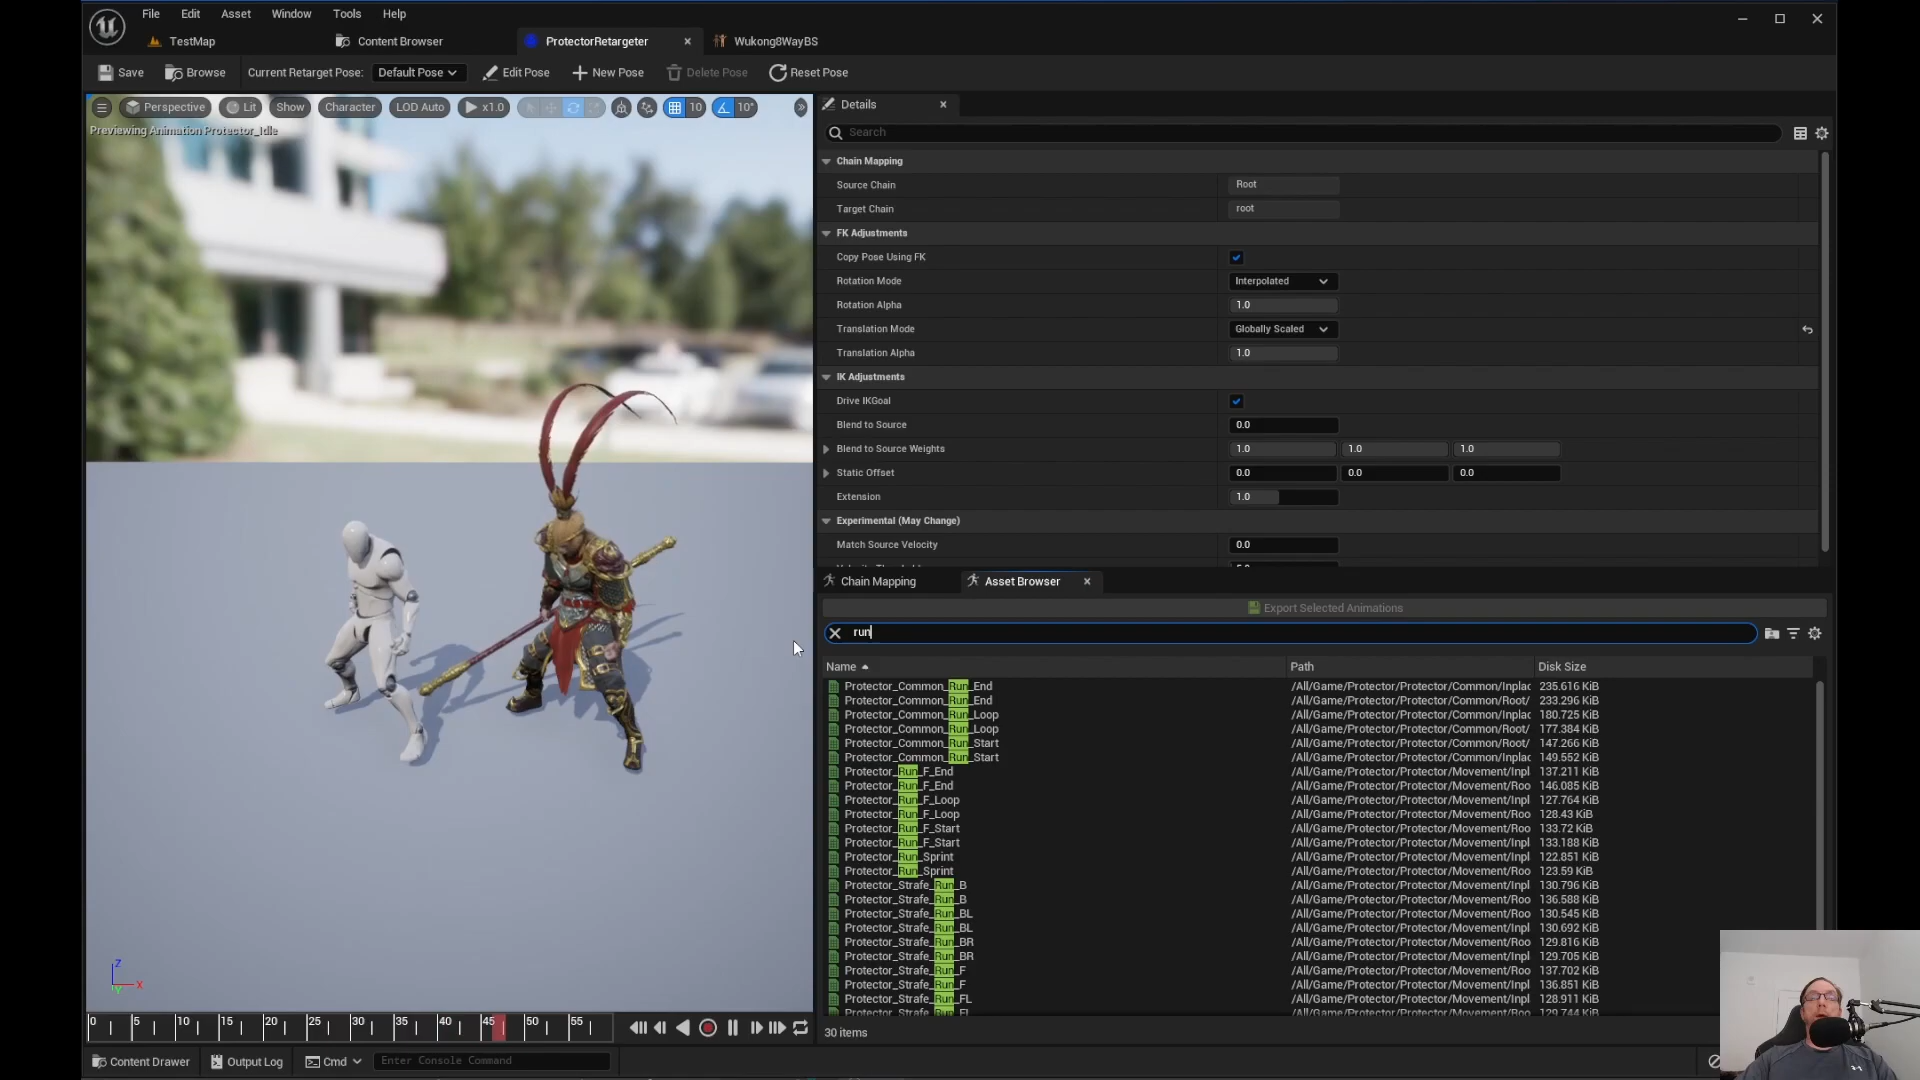 File Edit Asset Window Tools Help
TestMap Content Browser ProtectorRetargeter Wukong8WayBS
Save Browse Current Retarget Pose: Default Pose Edit Pose New Pose Delete Pose Reset Pose
Perspective Lit Show Character LOD Auto x1.0 10 10°
Previewing Animation Protector_Idle
Details
Search
Chain Mapping
Source Chain Root
Target Chain root
FK Adjustments
Copy Pose Using FK
Rotation Mode Interpolated
Rotation Alpha 1.0
Translation Mode Globally Scaled
Translation Alpha 1.0
IK Adjustments
Drive IKGoal
Blend to Source 0.0
Blend to Source Weights 1.0 1.0 1.0
Static Offset 0.0 0.0 0.0
Extension 1.0
Experimental (May Change)
Match Source Velocity 0.0
Chain Mapping Asset Browser
Export Selected Animations
run
Name Path Disk Size
Protector_Common_Run_End /All/Game/Protector/Protector/Common/Inplac 235.616 KiB
Protector_Common_Run_End /All/Game/Protector/Protector/Common/Root/ 233.296 KiB
Protector_Common_Run_Loop /All/Game/Protector/Protector/Common/Inplac 180.725 KiB
Protector_Common_Run_Loop /All/Game/Protector/Protector/Common/Root/ 177.384 KiB
Protector_Common_Run_Start /All/Game/Protector/Protector/Common/Root/ 147.266 KiB
Protector_Common_Run_Start /All/Game/Protector/Protector/Common/Inplac 149.552 KiB
Protector_Run_F_End /All/Game/Protector/Protector/Movement/Inpl 137.211 KiB
Protector_Run_F_End /All/Game/Protector/Protector/Movement/Roo 146.085 KiB
Protector_Run_F_Loop /All/Game/Protector/Protector/Movement/Inpl 127.764 KiB
Protector_Run_F_Loop /All/Game/Protector/Protector/Movement/Roo 128.43 KiB
Protector_Run_F_Start /All/Game/Protector/Protector/Movement/Roo 133.72 KiB
Protector_Run_F_Start /All/Game/Protector/Protector/Movement/Inpl 133.188 KiB
Protector_Run_Sprint /All/Game/Protector/Protector/Movement/Inpl 122.851 KiB
Protector_Run_Sprint /All/Game/Protector/Protector/Movement/Roo 123.59 KiB
Protector_Strafe_Run_B /All/Game/Protector/Protector/Movement/Inpl 130.796 KiB
Protector_Strafe_Run_B /All/Game/Protector/Protector/Movement/Roo 136.588 KiB
Protector_Strafe_Run_BL /All/Game/Protector/Protector/Movement/Roo 130.545 KiB
Protector_Strafe_Run_BL /All/Game/Protector/Protector/Movement/Inpl 130.692 KiB
Protector_Strafe_Run_BR /All/Game/Protector/Protector/Movement/Roo 129.816 KiB
Protector_Strafe_Run_BR /All/Game/Protector/Protector/Movement/Inpl 129.705 KiB
Protector_Strafe_Run_F /All/Game/Protector/Protector/Movement/Roo 137.702 KiB
Protector_Strafe_Run_F /All/Game/Protector/Protector/Movement/Inpl 136.851 KiB
Protector_Strafe_Run_FL /All/Game/Protector/Protector/Movement/Inpl 128.911 KiB
Protector_Strafe_Run_FL /All/Game/Protector/Protector/Movement/Roo 129.744 KiB
30 items
Z X Y
0 5 10 15 20 25 30 35 40 45 50 55
Content Drawer Output Log Cmd Enter Console Command